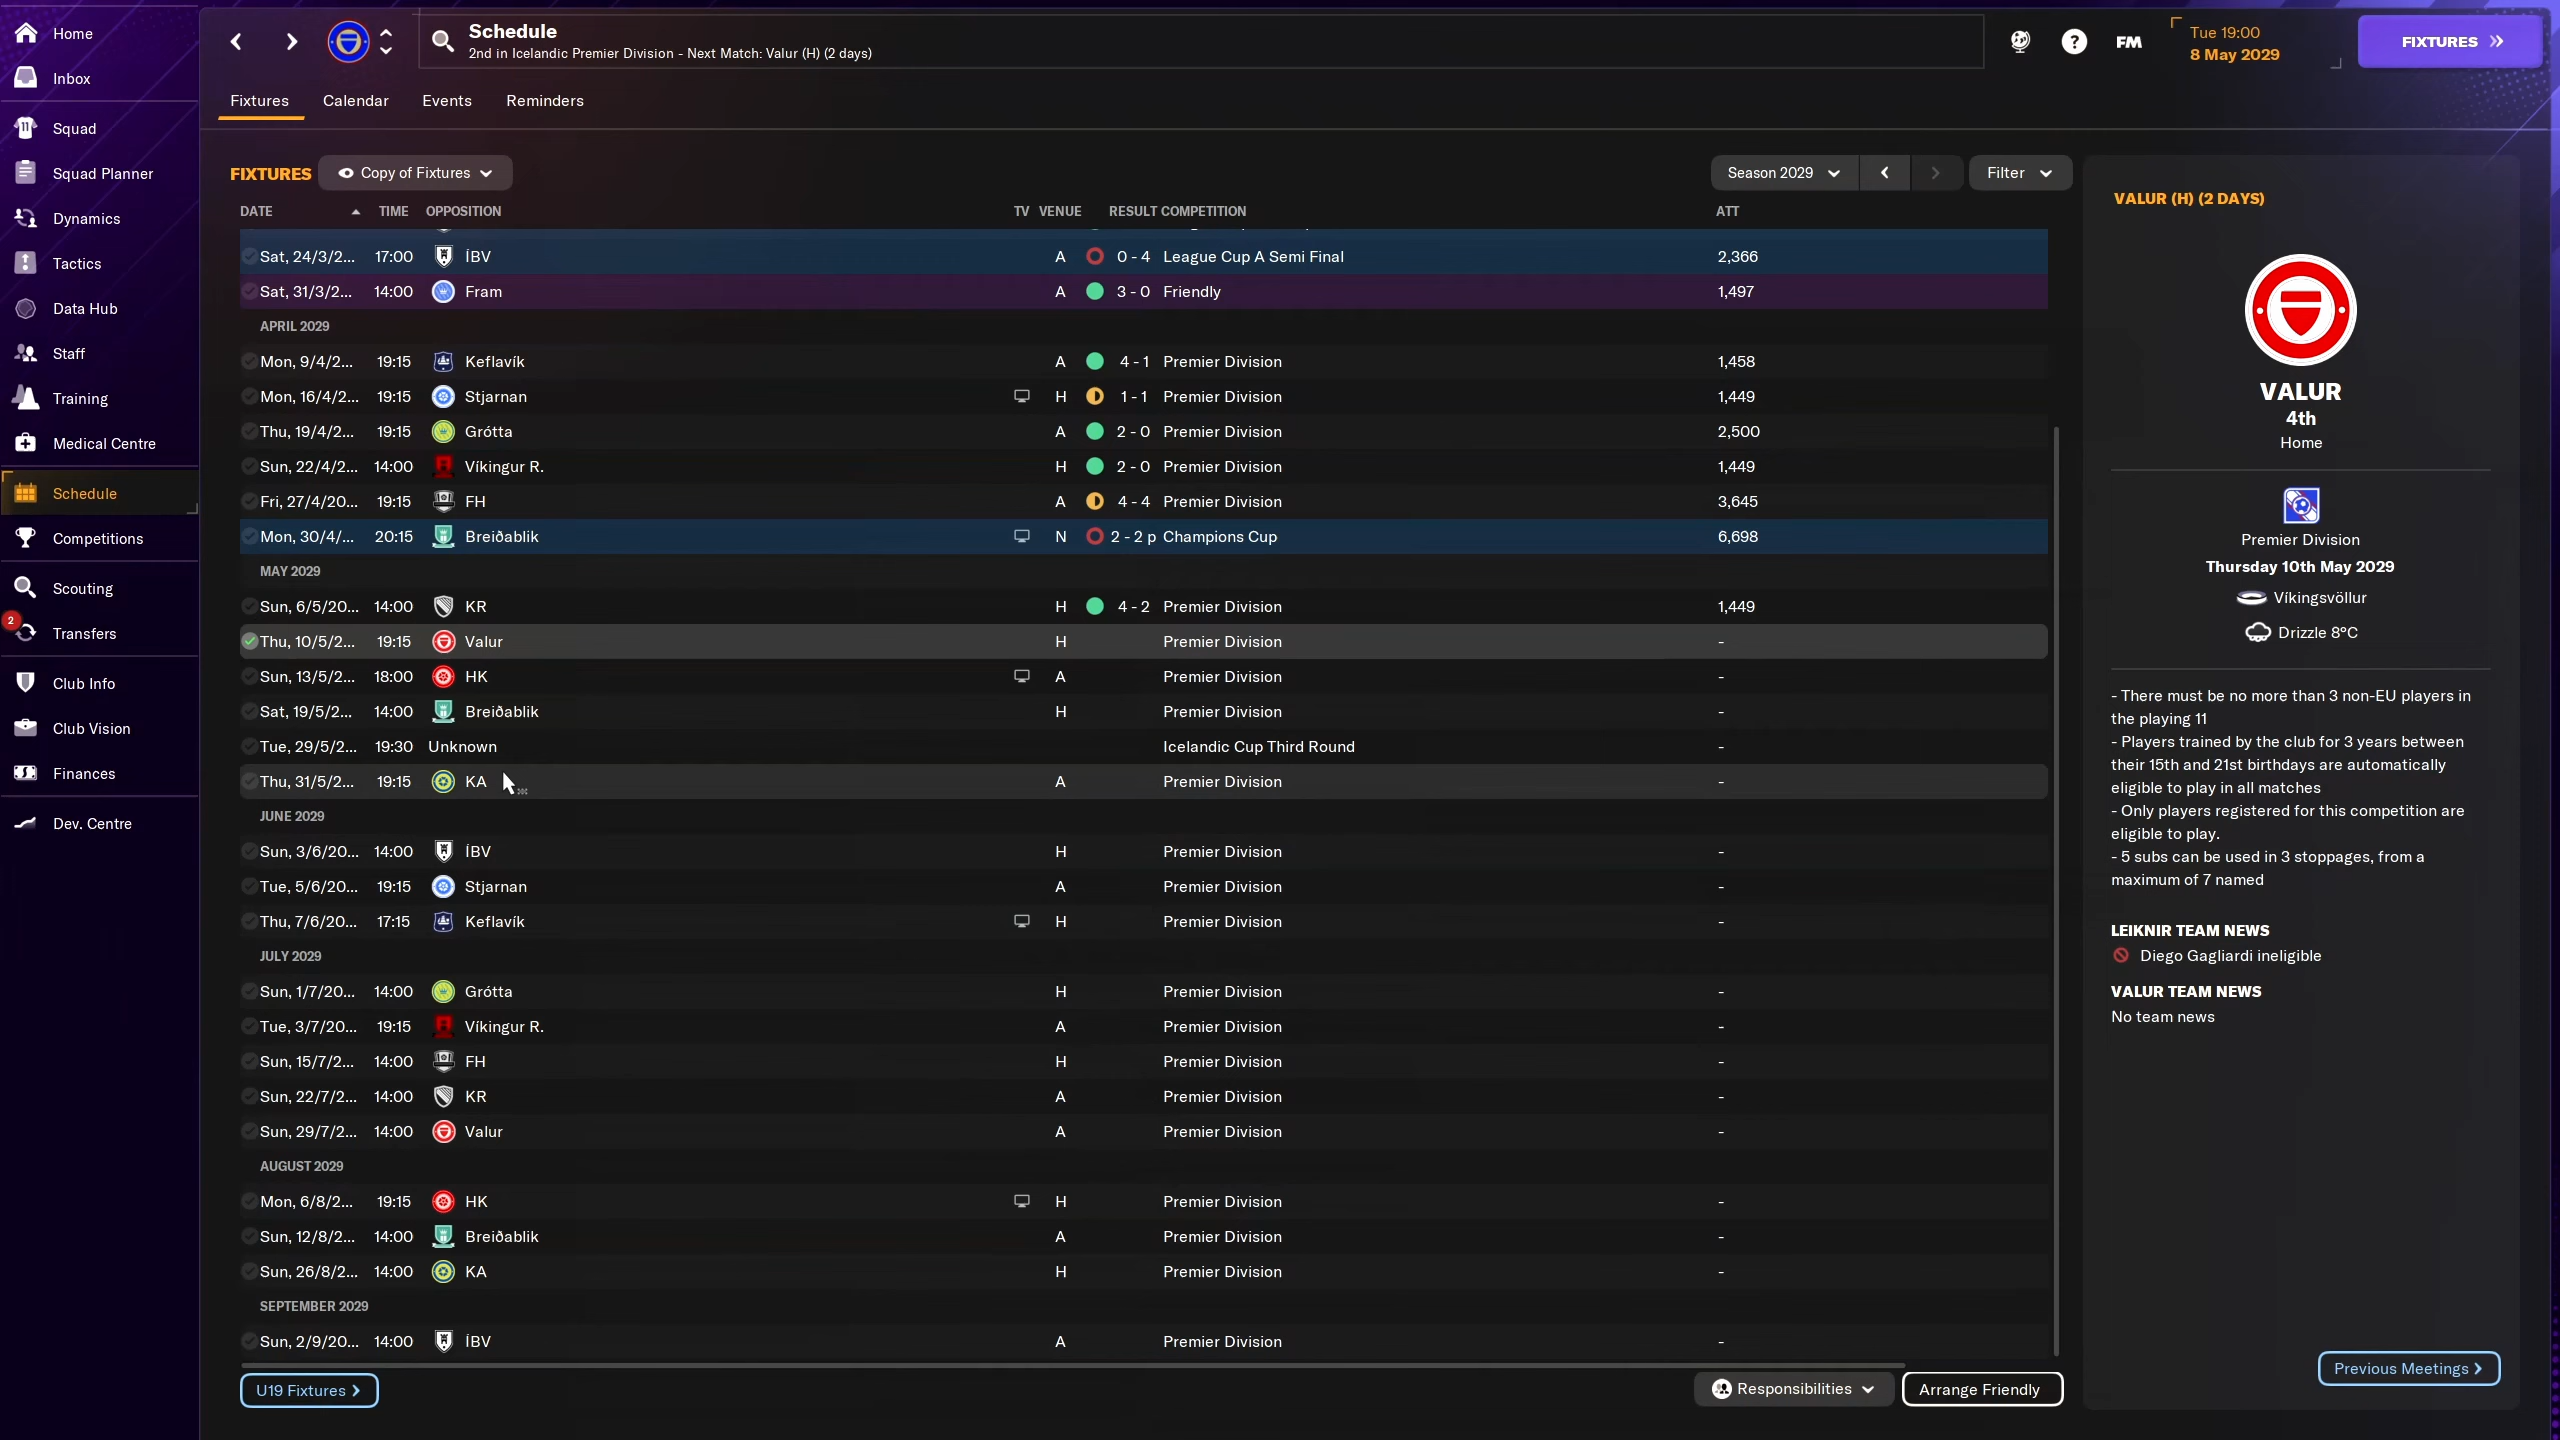 Home
Inbox
Squad
Squad Planner
Dynamics
Tactics
Data Hub
Staff
Training
Medical Centre
Schedule
Competitions
Scouting
2
Transfers
Club Info
Club Vision
Finances
Dev. Centre
Schedule
2nd in Icelandic Premier Division - Next Match: Valur (H) (2 days)
?
FM
Tue 19:00
8 May 2029
FIXTURES
Fixtures Calendar Events Reminders
FIXTURES Copy of Fixtures
Season 2029 Filter
DATE TIME OPPOSITION TV VENUE RESULT COMPETITION ATT
Sat, 24/3/2... 17:00 ÍBV A 0 - 4 League Cup A Semi Final 2,366
Sat, 31/3/2... 14:00 Fram A 3 - 0 Friendly 1,497
APRIL 2029
Mon, 9/4/2... 19:15 Keflavík A 4 - 1 Premier Division 1,458
Mon, 16/4/2... 19:15 Stjarnan H 1 - 1 Premier Division 1,449
Thu, 19/4/2... 19:15 Grótta A 2 - 0 Premier Division 2,500
Sun, 22/4/2... 14:00 Víkingur R. H 2 - 0 Premier Division 1,449
Fri, 27/4/20... 19:15 FH A 4 - 4 Premier Division 3,645
Mon, 30/4/... 20:15 Breiðablik N 2 - 2 p Champions Cup 6,698
MAY 2029
Sun, 6/5/20... 14:00 KR H 4 - 2 Premier Division 1,449
Thu, 10/5/2... 19:15 Valur H Premier Division -
Sun, 13/5/2... 18:00 HK A Premier Division -
Sat, 19/5/2... 14:00 Breiðablik H Premier Division -
Tue, 29/5/2... 19:30 Unknown Icelandic Cup Third Round -
Thu, 31/5/2... 19:15 KA A Premier Division -
JUNE 2029
Sun, 3/6/20... 14:00 ÍBV H Premier Division -
Tue, 5/6/20... 19:15 Stjarnan A Premier Division -
Thu, 7/6/20... 17:15 Keflavík H Premier Division -
JULY 2029
Sun, 1/7/20... 14:00 Grótta H Premier Division -
Tue, 3/7/20... 19:15 Víkingur R. A Premier Division -
Sun, 15/7/2... 14:00 FH H Premier Division -
Sun, 22/7/2... 14:00 KR A Premier Division -
Sun, 29/7/2... 14:00 Valur A Premier Division -
AUGUST 2029
Mon, 6/8/2... 19:15 HK H Premier Division -
Sun, 12/8/2... 14:00 Breiðablik A Premier Division -
Sun, 26/8/2... 14:00 KA H Premier Division -
SEPTEMBER 2029
Sun, 2/9/20... 14:00 ÍBV A Premier Division -
U19 Fixtures
Responsibilities
Arrange Friendly
VALUR (H) (2 DAYS)
VALUR
4th
Home
Premier Division
Thursday 10th May 2029
Víkingsvöllur
Drizzle 8°C
- There must be no more than 3 non-EU players in
the playing 11
- Players trained by the club for 3 years between
their 15th and 21st birthdays are automatically
eligible to play in all matches
- Only players registered for this competition are
eligible to play.
- 5 subs can be used in 3 stoppages, from a
maximum of 7 named
LEIKNIR TEAM NEWS
Diego Gagliardi ineligible
VALUR TEAM NEWS
No team news
Previous Meetings